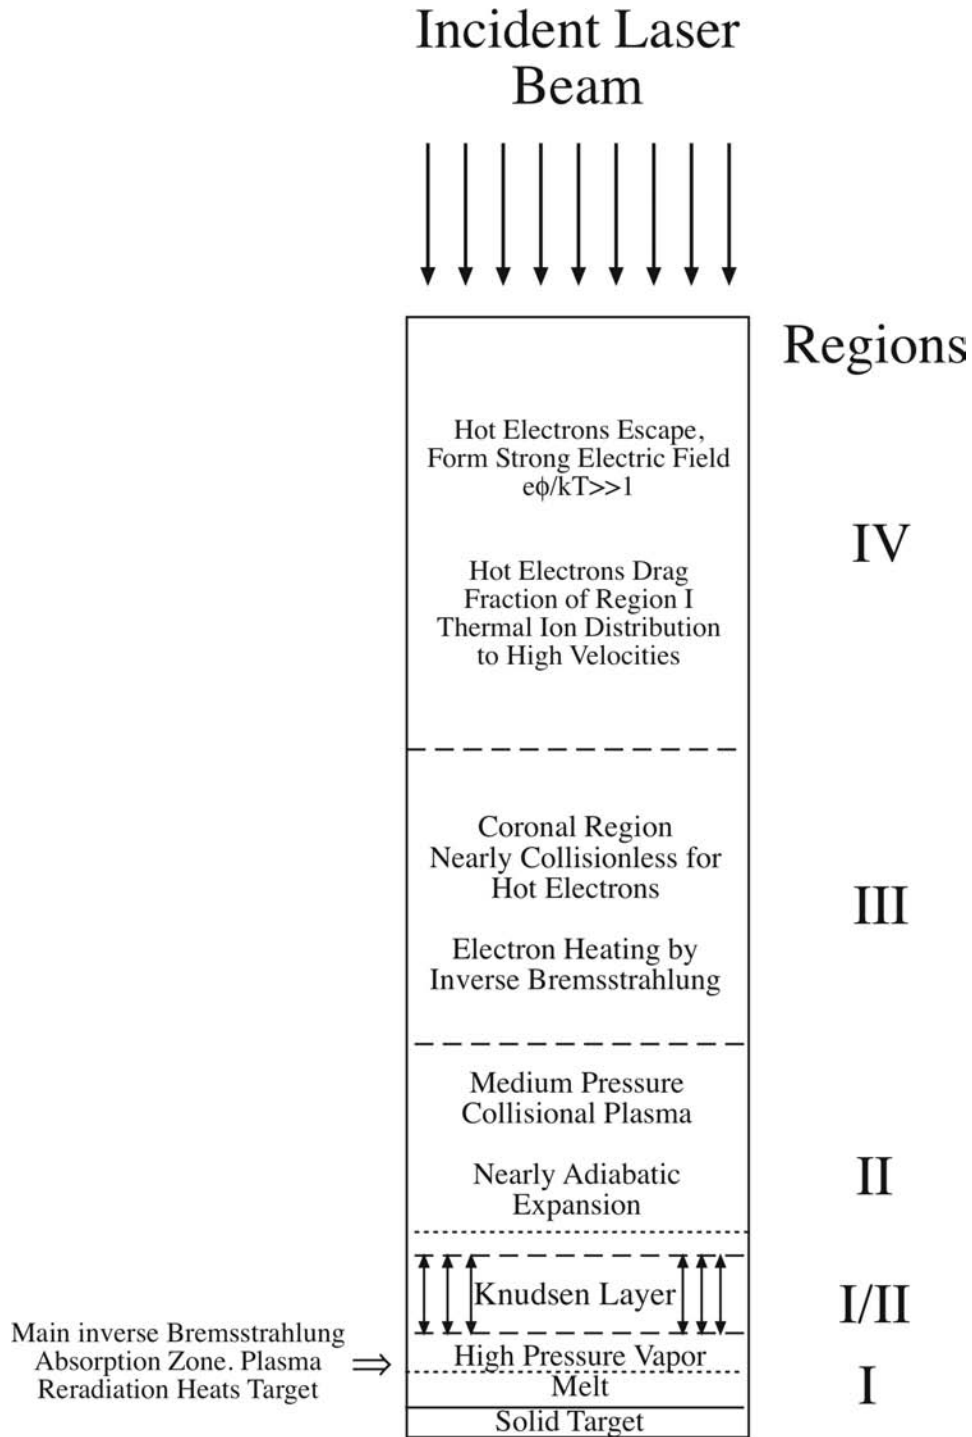 Incident Laser
Beam
Regions
Hot Electrons Escape,
Form Strong Electric Field
eϕ/kT>>1
IV
Hot Electrons Drag
Fraction of Region I
Thermal Ion Distribution
to High Velocities
Coronal Region
Nearly Collisionless for
Hot Electrons
III
Electron Heating by
Inverse Bremsstrahlung
Medium Pressure
Collisional Plasma
Nearly Adiabatic
Expansion
II
Knudsen Layer
I/II
Main inverse Bremsstrahlung
Absorption Zone. Plasma
Reradiation Heats Target
⇒
High Pressure Vapor
Melt
I
Solid Target